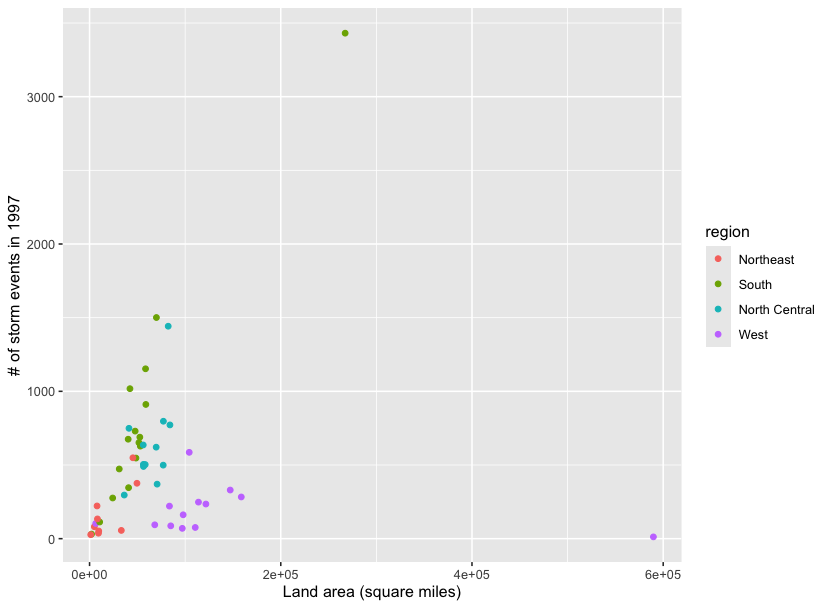 3000
2000
1000
0
# of storm events in 1997
0e+00 2e+05 4e+05 6e+05
Land area (square miles)
region
Northeast
South
North Central
West